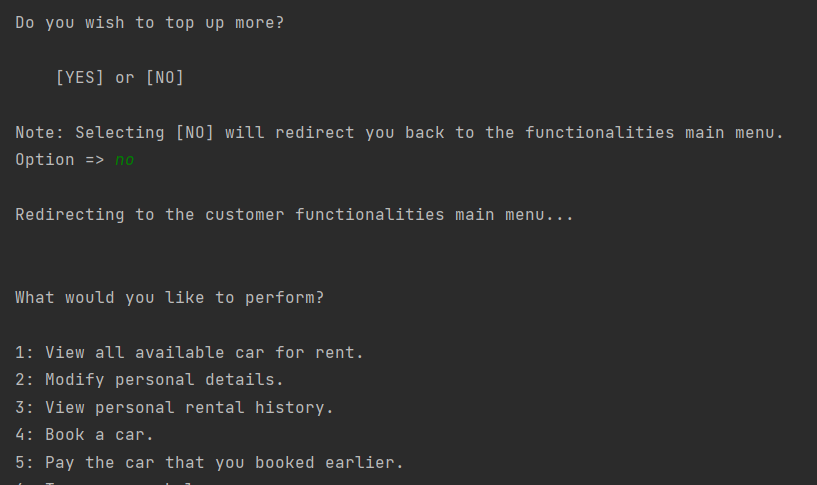 Do you wish to top up more?
[YES] or [NO]
Note: Selecting [NO] will redirect you back to the functionalities main menu.
Option => no
Redirecting to the customer functionalities main menu...
What would you like to perform?
1: View all available car for rent.
2: Modify personal details.
3: View personal rental history.
4: Book a car.
5: Pay the car that you booked earlier.